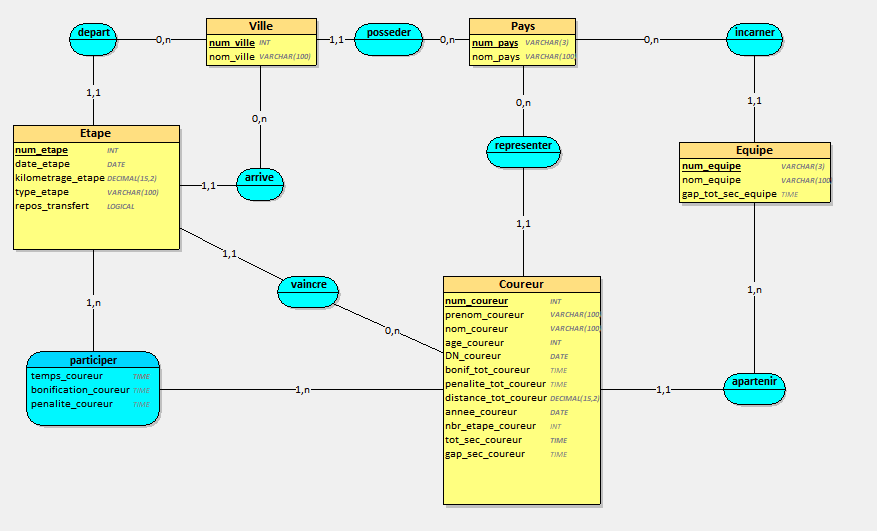 depart
0,n
Ville
num_ville INT
nom_ville VARCHAR(100)
1,1
posseder
0,n
Pays
num_pays VARCHAR(3)
nom_pays VARCHAR(100
0,n
incarner
1,1
0,n
0,n
1,1
Etape
num_etape INT
date_etape DATE
kilometrage_etape DECIMAL(15,2)
type_etape VARCHAR(100)
repos_transfert LOGICAL
1,1
arrive
representer
1,1
Equipe
num_equipe VARCHAR(3)
nom_equipe VARCHAR(100
gap_tot_sec_equipe TIME
1,1
vaincre
0,n
1,n
1,n
Coureur
num_coureur INT
prenom_coureur VARCHAR(100
nom_coureur VARCHAR(100
age_coureur INT
DN_coureur DATE
bonif_tot_coureur TIME
penalite_tot_coureur TIME
distance_tot_coureur DECIMAL(15,2)
annee_coureur DATE
nbr_etape_coureur INT
tot_sec_coureur TIME
gap_sec_coureur TIME
participer
temps_coureur TIME
bonification_coureur TIME
penalite_coureur TIME
1,n
1,1
apartenir